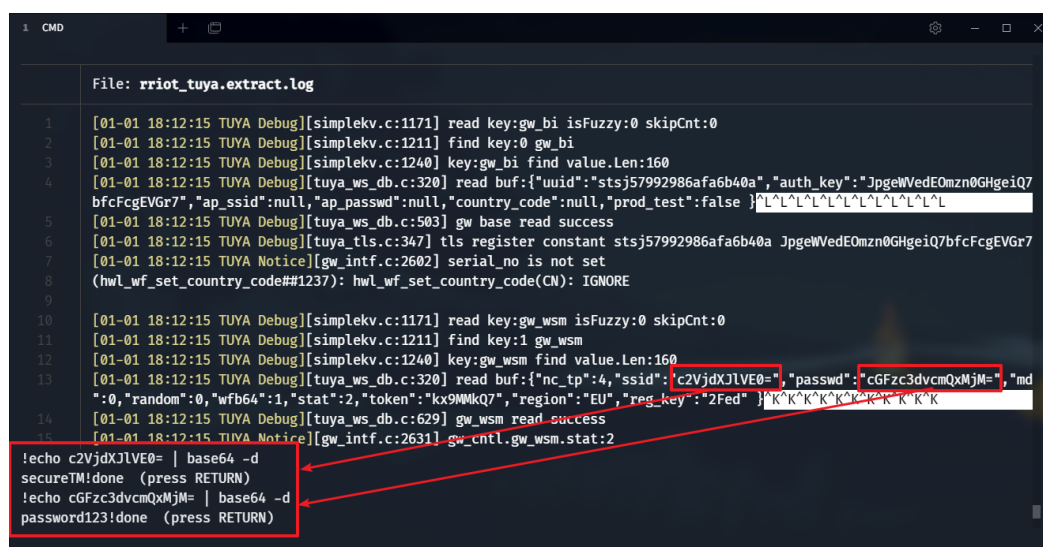 1 CMD
File: rriot_tuya.extract.log
1 [01-01 18:12:15 TUYA Debug][simplekv.c:1171] read key:gw_bi isFuzzy:0 skipCnt:0
2 [01-01 18:12:15 TUYA Debug][simplekv.c:1211] find key:0 gw_bi
3 [01-01 18:12:15 TUYA Debug][simplekv.c:1240] key:gw_bi find value.Len:160
4 [01-01 18:12:15 TUYA Debug][tuya_ws_db.c:320] read buf:{"uuid":"stsj57992986afa6b40a","auth_key":"JpgeWVedEOmzn0GHgeiQ7
bfcFcgEVGr7","ap_ssid":null,"ap_passwd":null,"country_code":null,"prod_test":false }^L^L^L^L^L^L^L^L^L^L^L^L
5 [01-01 18:12:15 TUYA Debug][tuya_ws_db.c:503] gw base read success
6 [01-01 18:12:15 TUYA Debug][tuya_tls.c:347] tls register constant stsj57992986afa6b40a JpgeWVedEOmzn0GHgeiQ7bfcFcgEVGr7
7 [01-01 18:12:15 TUYA Notice][gw_intf.c:2602] serial_no is not set
8 (hwl_wf_set_country_code##1237): hwl_wf_set_country_code(CN): IGNORE
9
10 [01-01 18:12:15 TUYA Debug][simplekv.c:1171] read key:gw_wsm isFuzzy:0 skipCnt:0
11 [01-01 18:12:15 TUYA Debug][simplekv.c:1211] find key:1 gw_wsm
12 [01-01 18:12:15 TUYA Debug][simplekv.c:1240] key:gw_wsm find value.Len:160
13 [01-01 18:12:15 TUYA Debug][tuya_ws_db.c:320] read buf:{"nc_tp":4,"ssid":"c2VjdXJlVE0=","passwd":"cGFzc3dvcmQxMjM=","md
":0,"random":0,"wfb64":1,"stat":2,"token":"kx9MMkQ7","region":"EU","reg_key":"2Fed" }^K^K^K^K^K^K^K^K^K^K^K
14 [01-01 18:12:15 TUYA Debug][tuya_ws_db.c:629] gw_wsm read success
15 [01-01 18:12:15 TUYA Notice][gw_intf.c:2631] gw_cntl.gw_wsm.stat:2
!echo c2VjdXJlVE0= | base64 -d
secureTM!done (press RETURN)
!echo cGFzc3dvcmQxMjM= | base64 -d
password123!done (press RETURN)